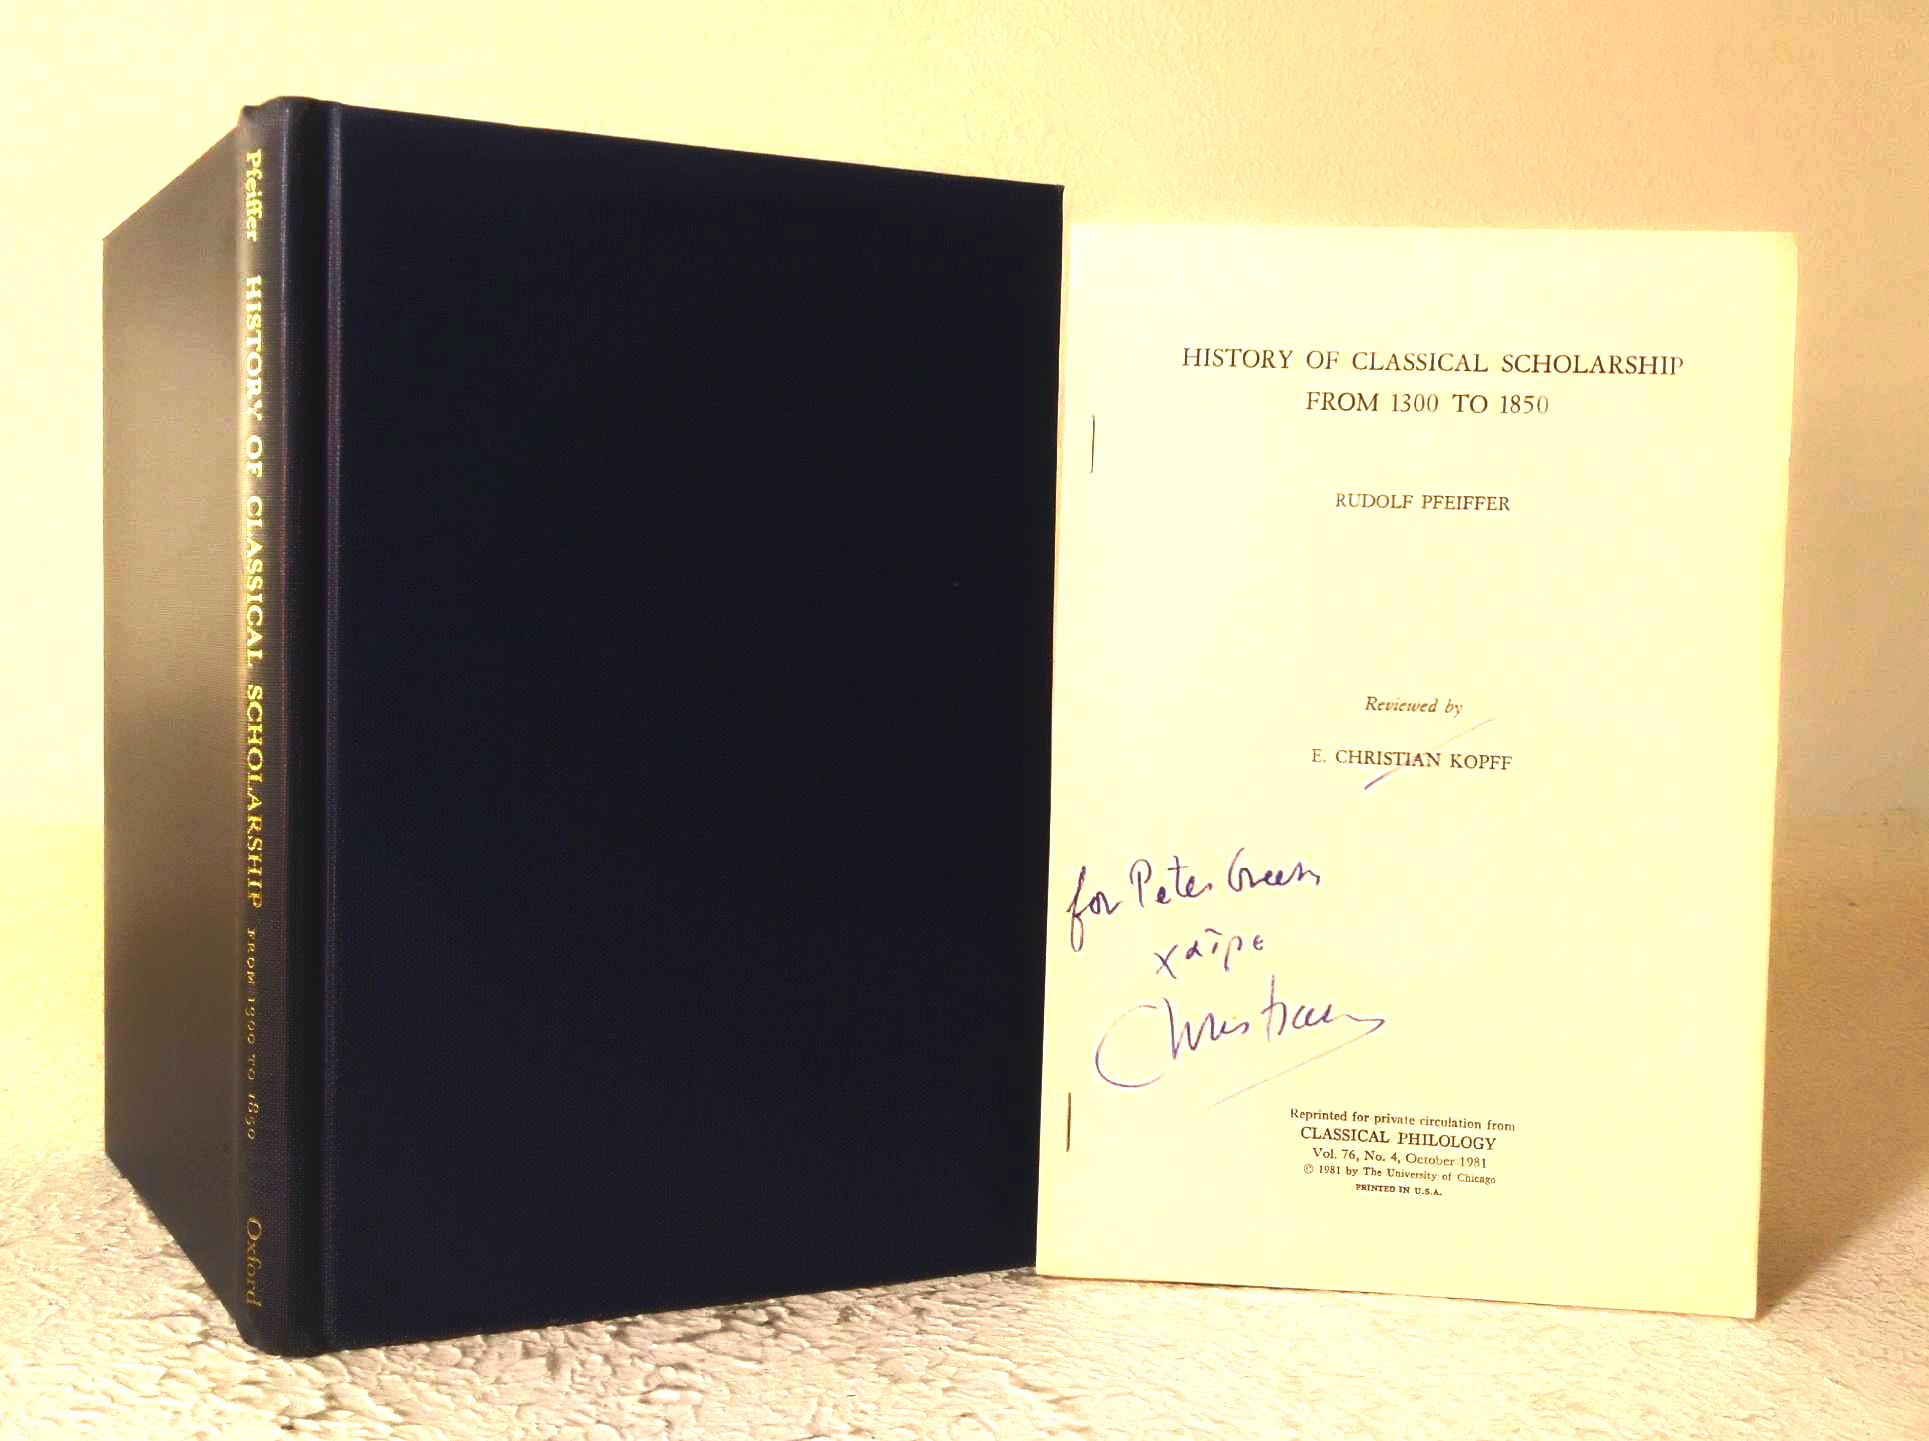 Pfeiffer HISTORY OF CLASSICAL SCHOLARSHIP FROM 1300 TO 1850 Oxford
HISTORY OF CLASSICAL SCHOLARSHIP
FROM 1300 TO 1850
RUDOLF PFEIFFER
Reviewed by
E. CHRISTIAN KOPFF
for Peter Green
χαῖρε
Christian
Reprinted for private circulation from
CLASSICAL PHILOLOGY
Vol. 76, No. 4, October 1981
© 1981 by The University of Chicago
PRINTED IN U.S.A.